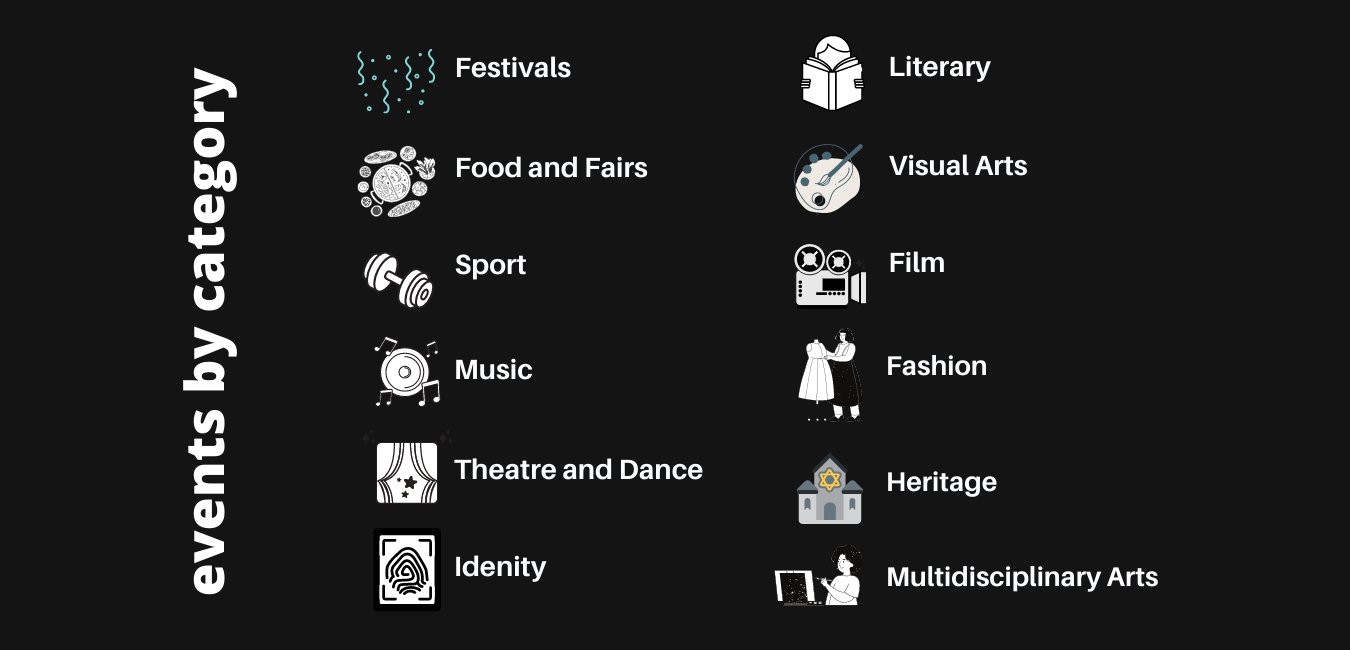 events by category
Festivals
Food and Fairs
Sport
Music
Theatre and Dance
Idenity
Literary
Visual Arts
Film
Fashion
Heritage
Multidisciplinary Arts